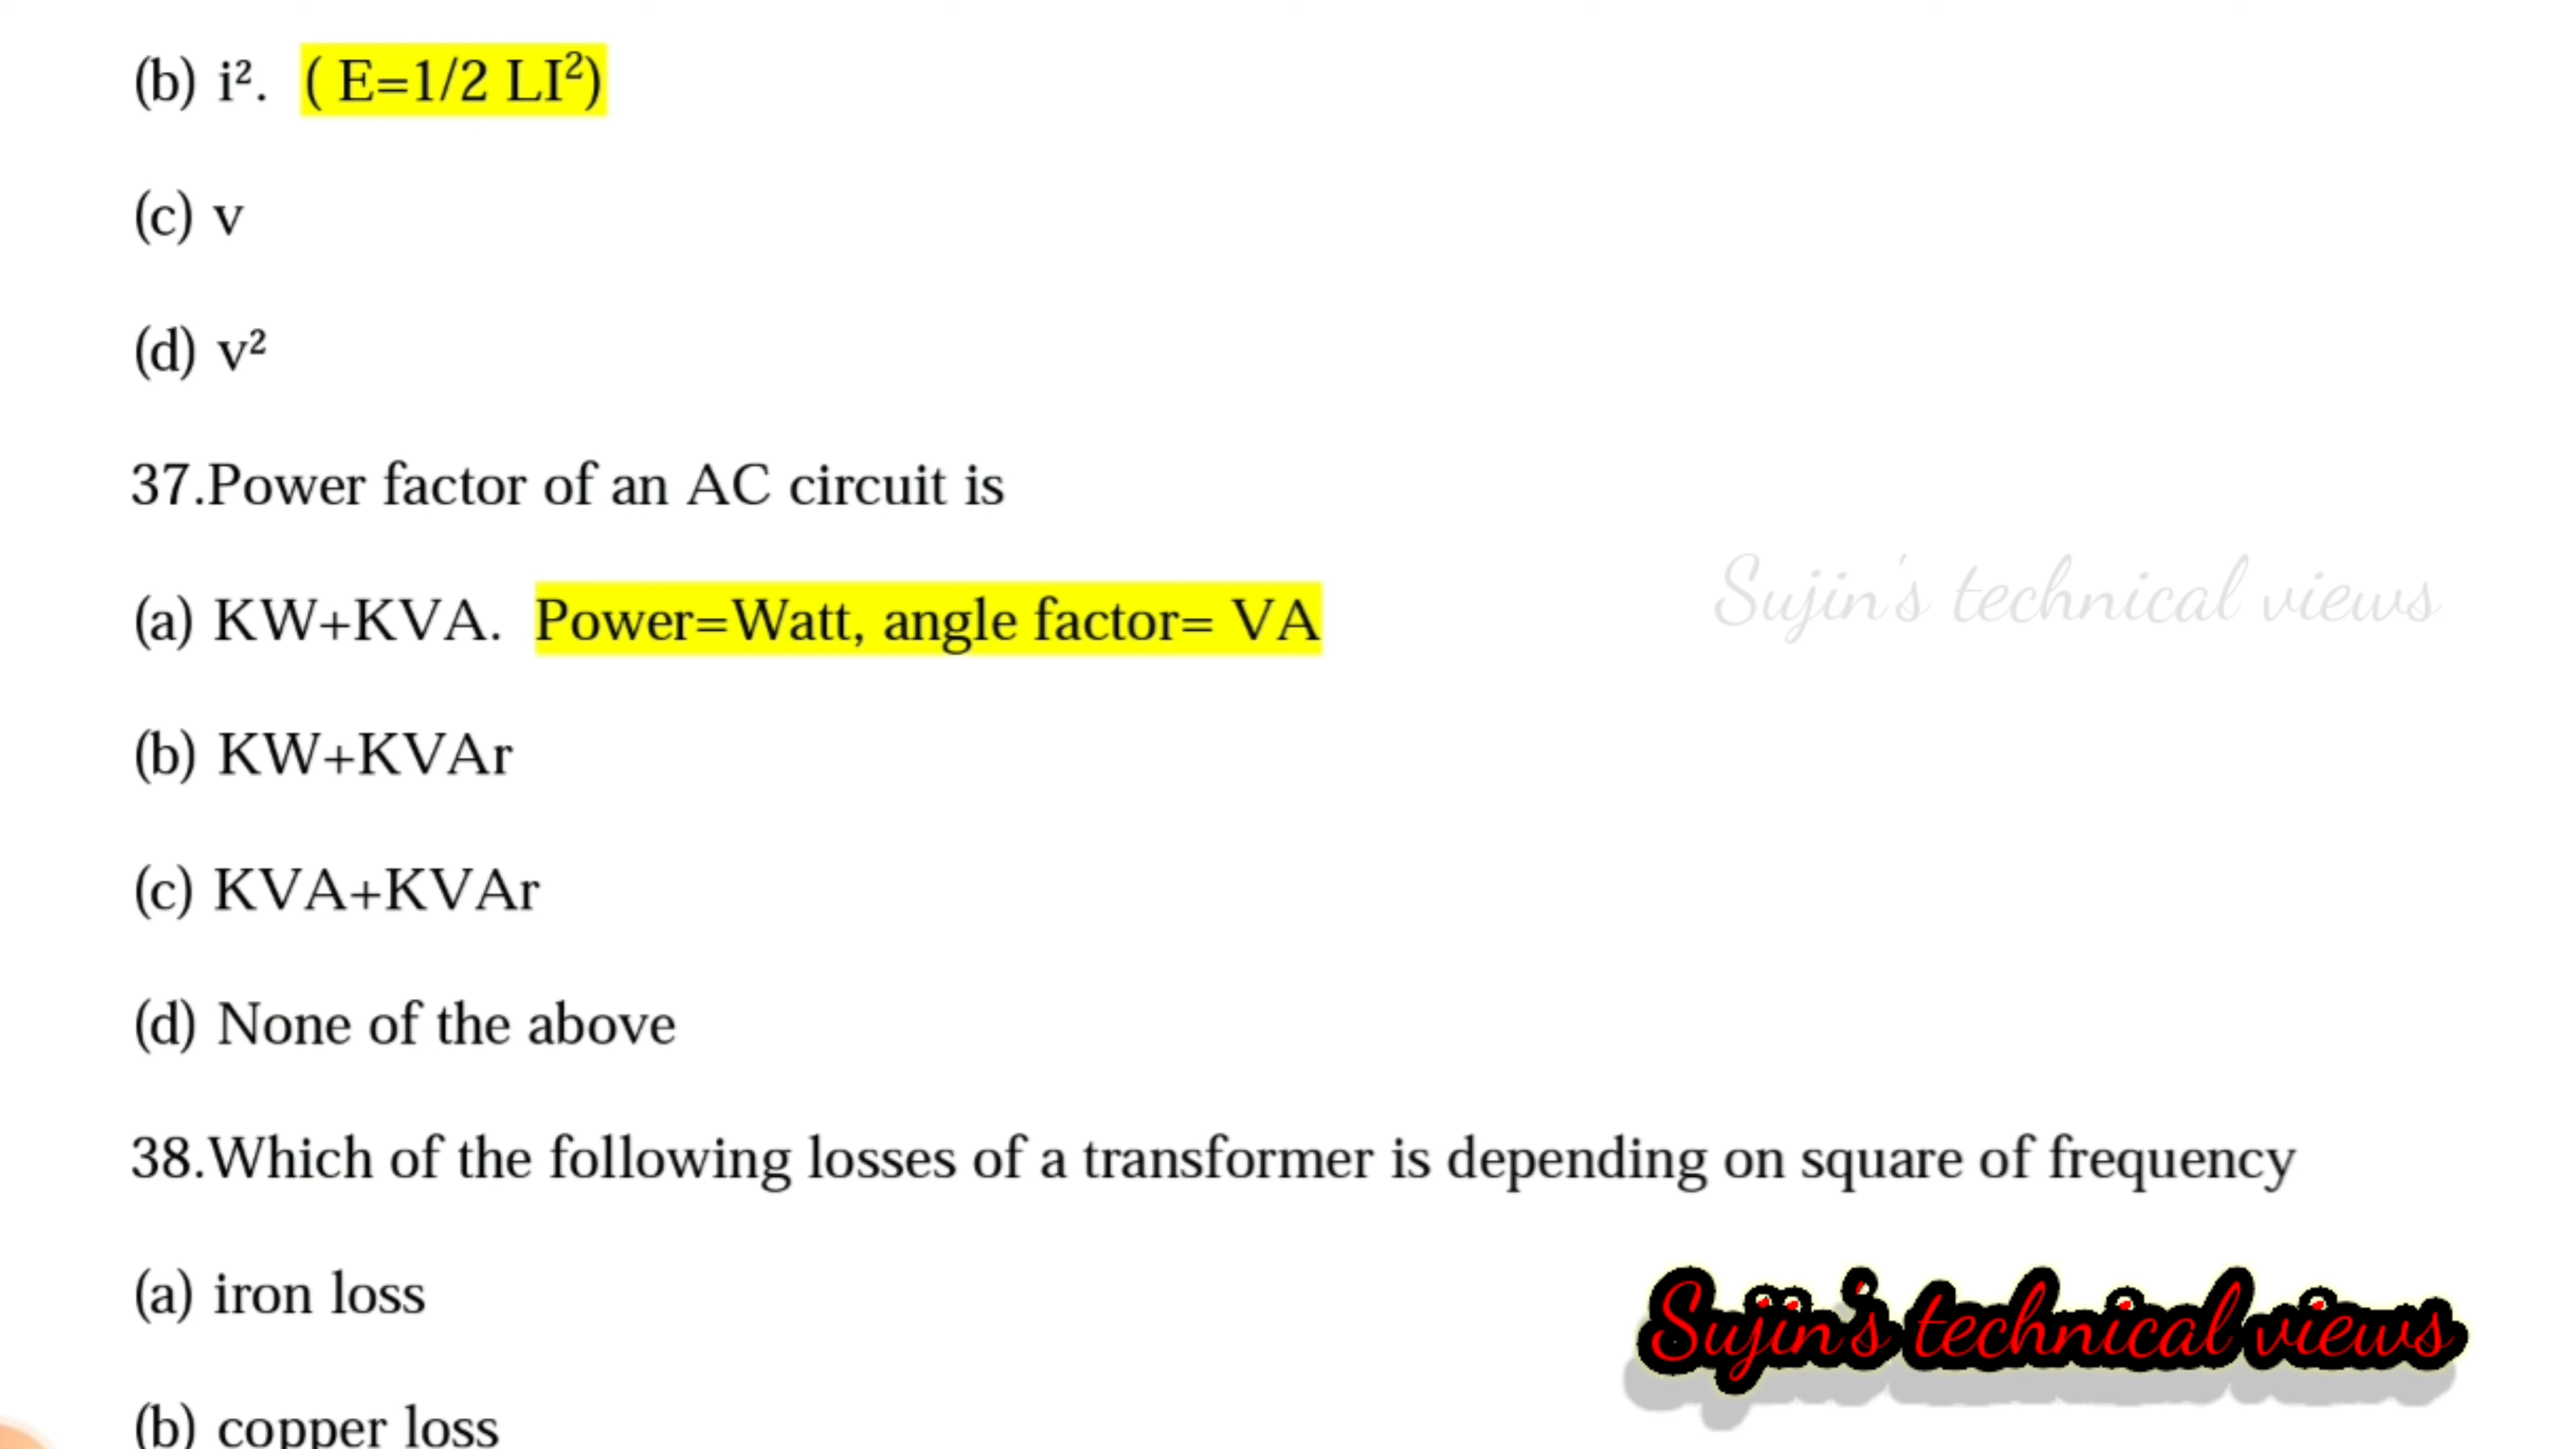 (b) i². ( E=1/2 LI²)
(c) v
(d) v²
37.Power factor of an AC circuit is
(a) KW+KVA. Power=Watt, angle factor= VA
Sujin's technical views
(b) KW+KVAr
(c) KVA+KVAr
(d) None of the above
38.Which of the following losses of a transformer is depending on square of frequency
(a) iron loss
Sujin's technical views
(b) copper loss